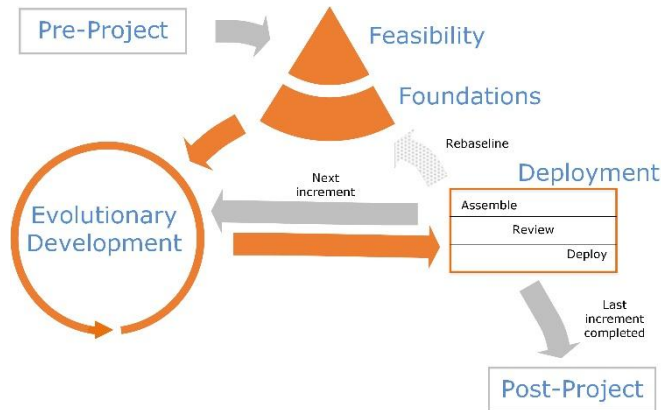 Pre-Project
Feasibility
Foundations
Rebaseline
Next
increment
Deployment
Assemble
Review
Deploy
Evolutionary
Development
Last
increment
completed
Post-Project